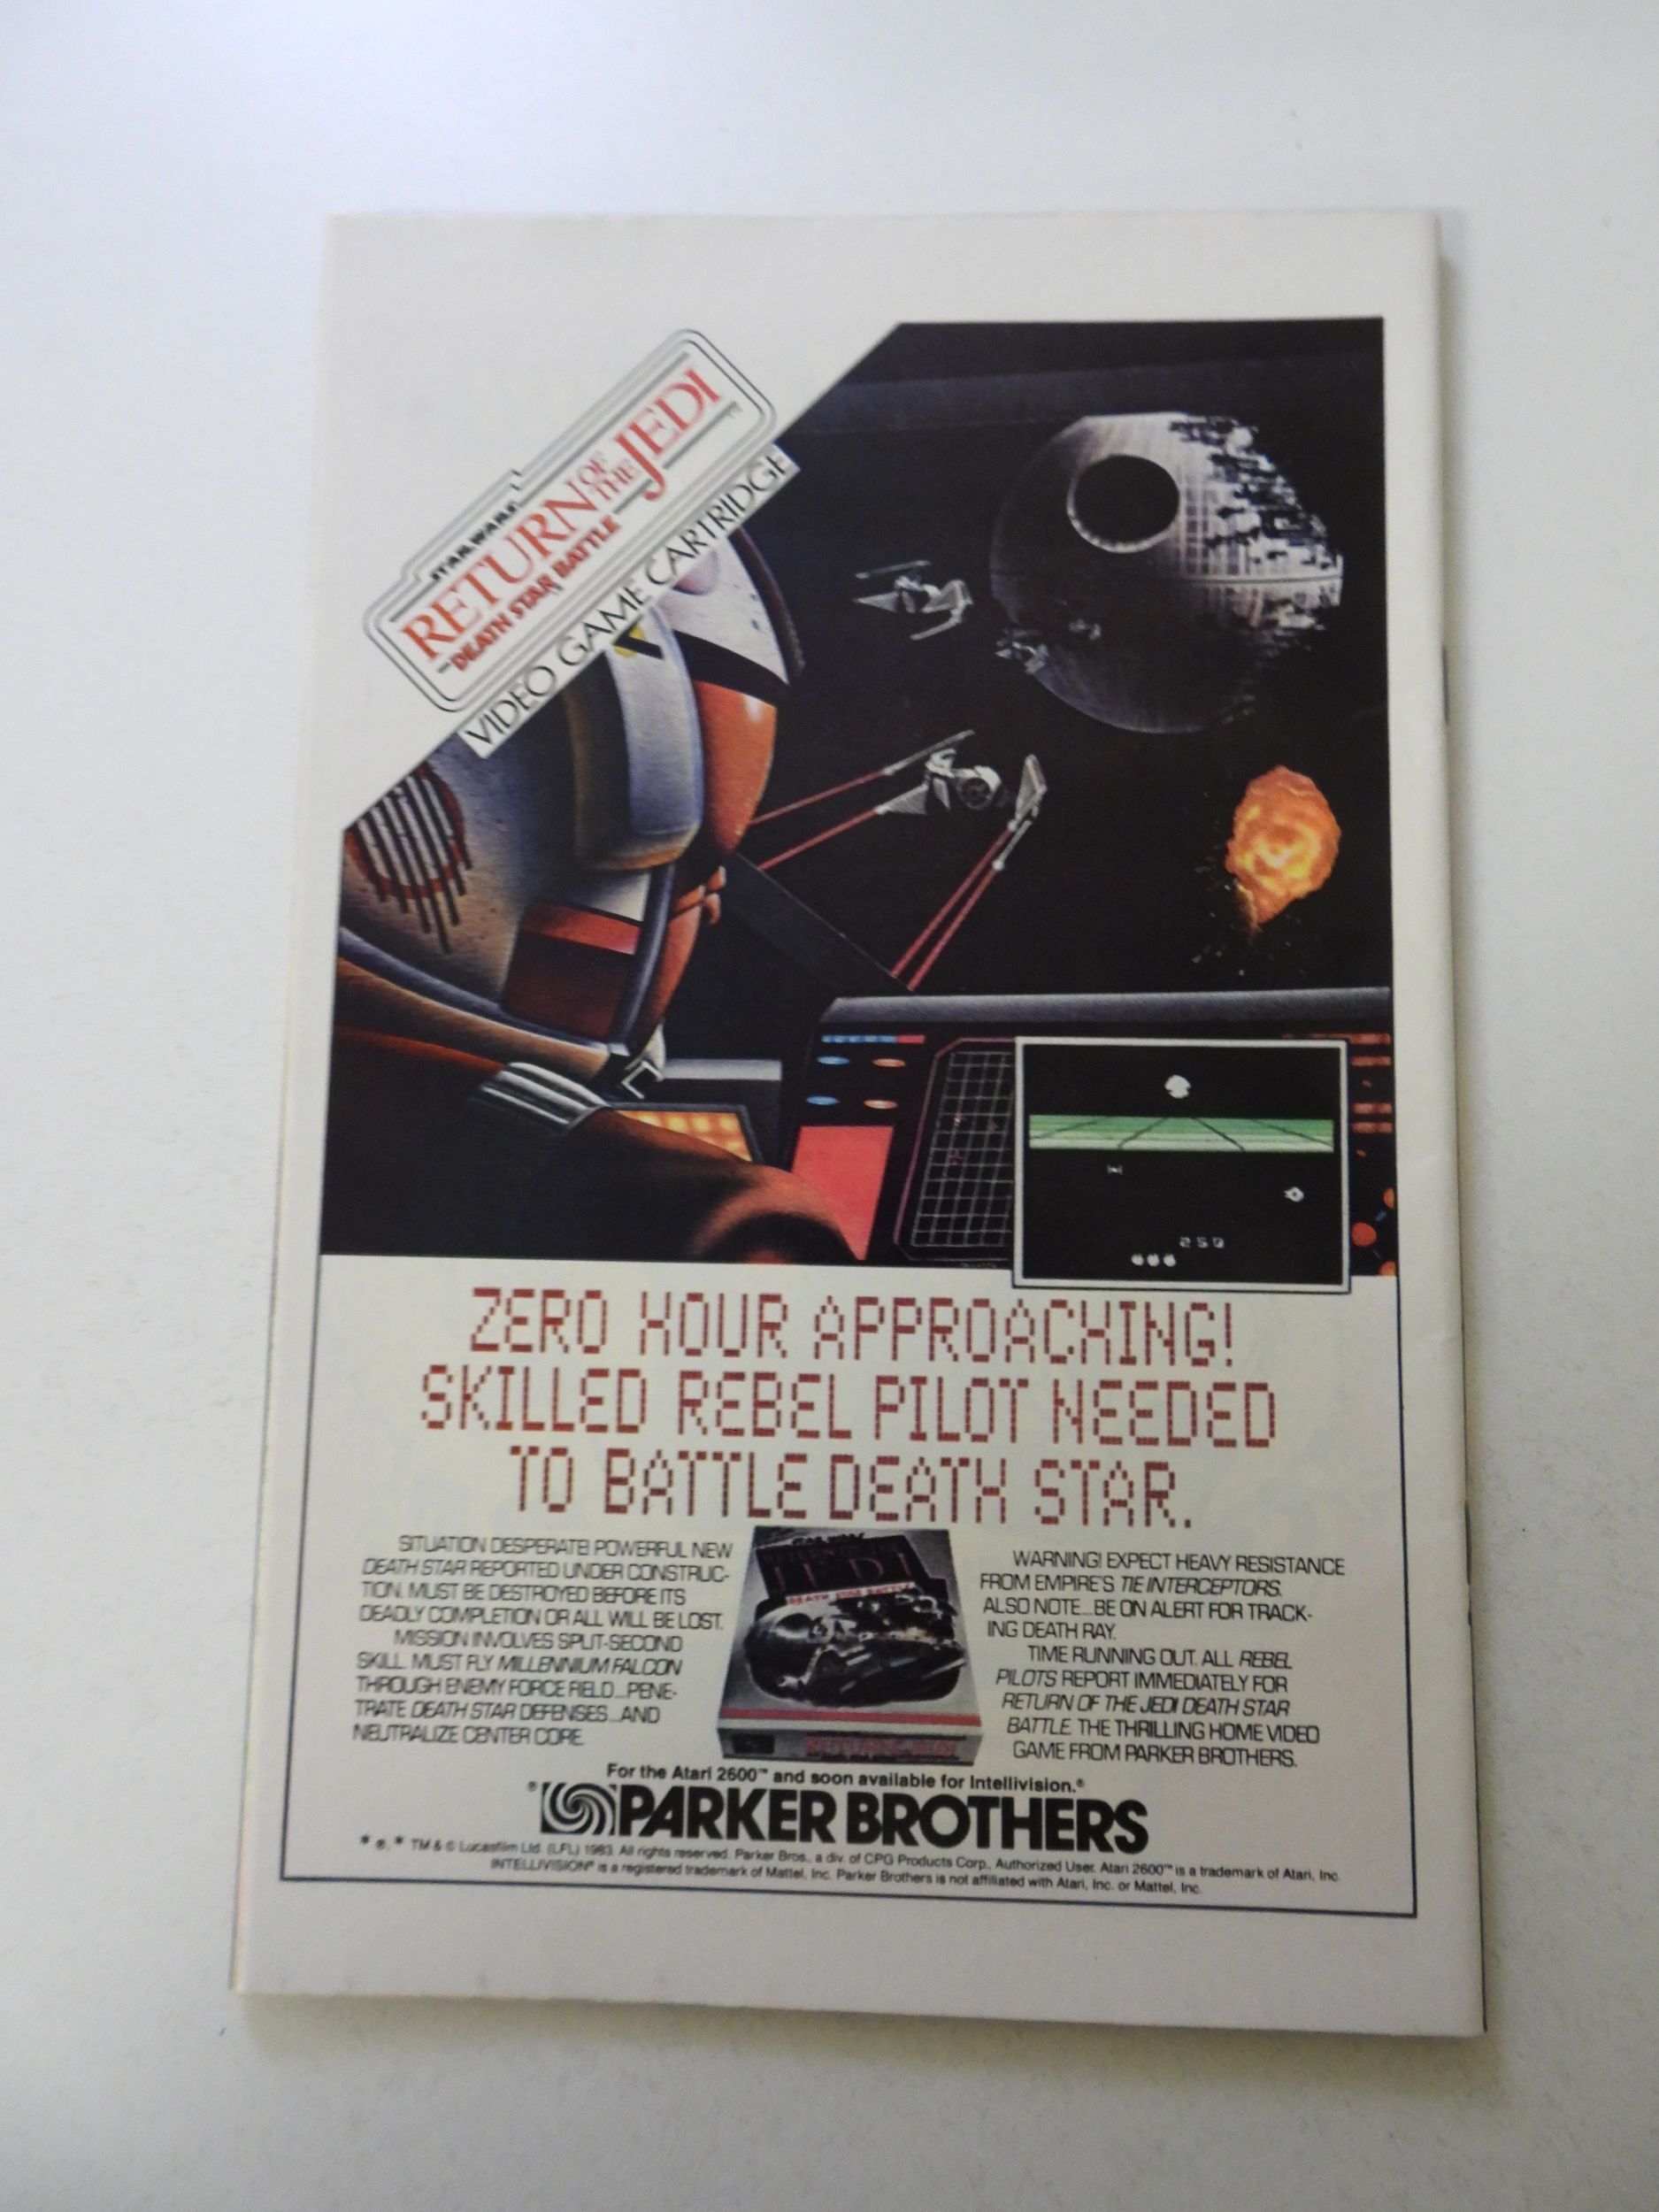 STAR WARS
RETURN OF THE JEDI
DEATH STAR BATTLE
VIDEO GAME CARTRIDGE
250
ZERO HOUR APPROACHING!
SKILLED REBEL PILOT NEEDED
TO BATTLE DEATH STAR.
SITUATION DESPERATE! POWERFUL NEW
DEATH STAR REPORTED UNDER CONSTRUC-
TION. MUST BE DESTROYED BEFORE ITS
DEADLY COMPLETION OR ALL WILL BE LOST.
MISSION INVOLVES SPLIT-SECOND
SKILL. MUST FLY MILLENNIUM FALCON
THROUGH ENEMY FORCE FIELD...PENE-
TRATE DEATH STAR DEFENSES...AND
NEUTRALIZE CENTER CORE.
JEDI
DEATH STAR BATTLE
WARNING! EXPECT HEAVY RESISTANCE
FROM EMPIRE'S TIE INTERCEPTORS.
ALSO NOTE...BE ON ALERT FOR TRACK-
ING DEATH RAY.
TIME RUNNING OUT. ALL REBEL
PILOTS REPORT IMMEDIATELY FOR
RETURN OF THE JEDI DEATH STAR
BATTLE. THE THRILLING HOME VIDEO
GAME FROM PARKER BROTHERS.
For the Atari 2600™ and soon available for Intellivision.®
® PARKER BROTHERS
* ®, * TM & © Lucasfilm Ltd. (LFL) 1983. All rights reserved. Parker Bros., a div. of CPG Products Corp., Authorized User. Atari 2600™ is a trademark of Atari, Inc.
INTELLIVISION® is a registered trademark of Mattel, Inc. Parker Brothers is not affiliated with Atari, Inc. or Mattel, Inc.